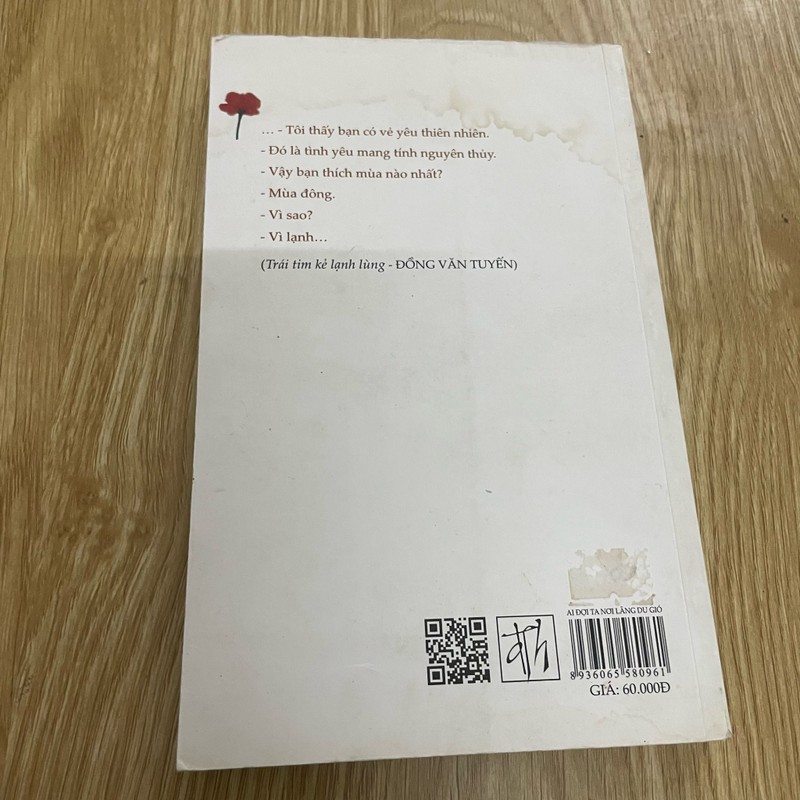 ... - Tôi thấy bạn có vẻ yêu thiên nhiên.
- Đó là tình yêu mang tính nguyên thủy.
- Vậy bạn thích mùa nào nhất?
- Mùa đông.
- Vì sao?
- Vì lạnh...
(Trái tim kẻ lạnh lùng - ĐỒNG VĂN TUYẾN)
AI ĐỢI TA NƠI LÃNG DU GIÓ
8 936065 580961
GIÁ: 60.000Đ